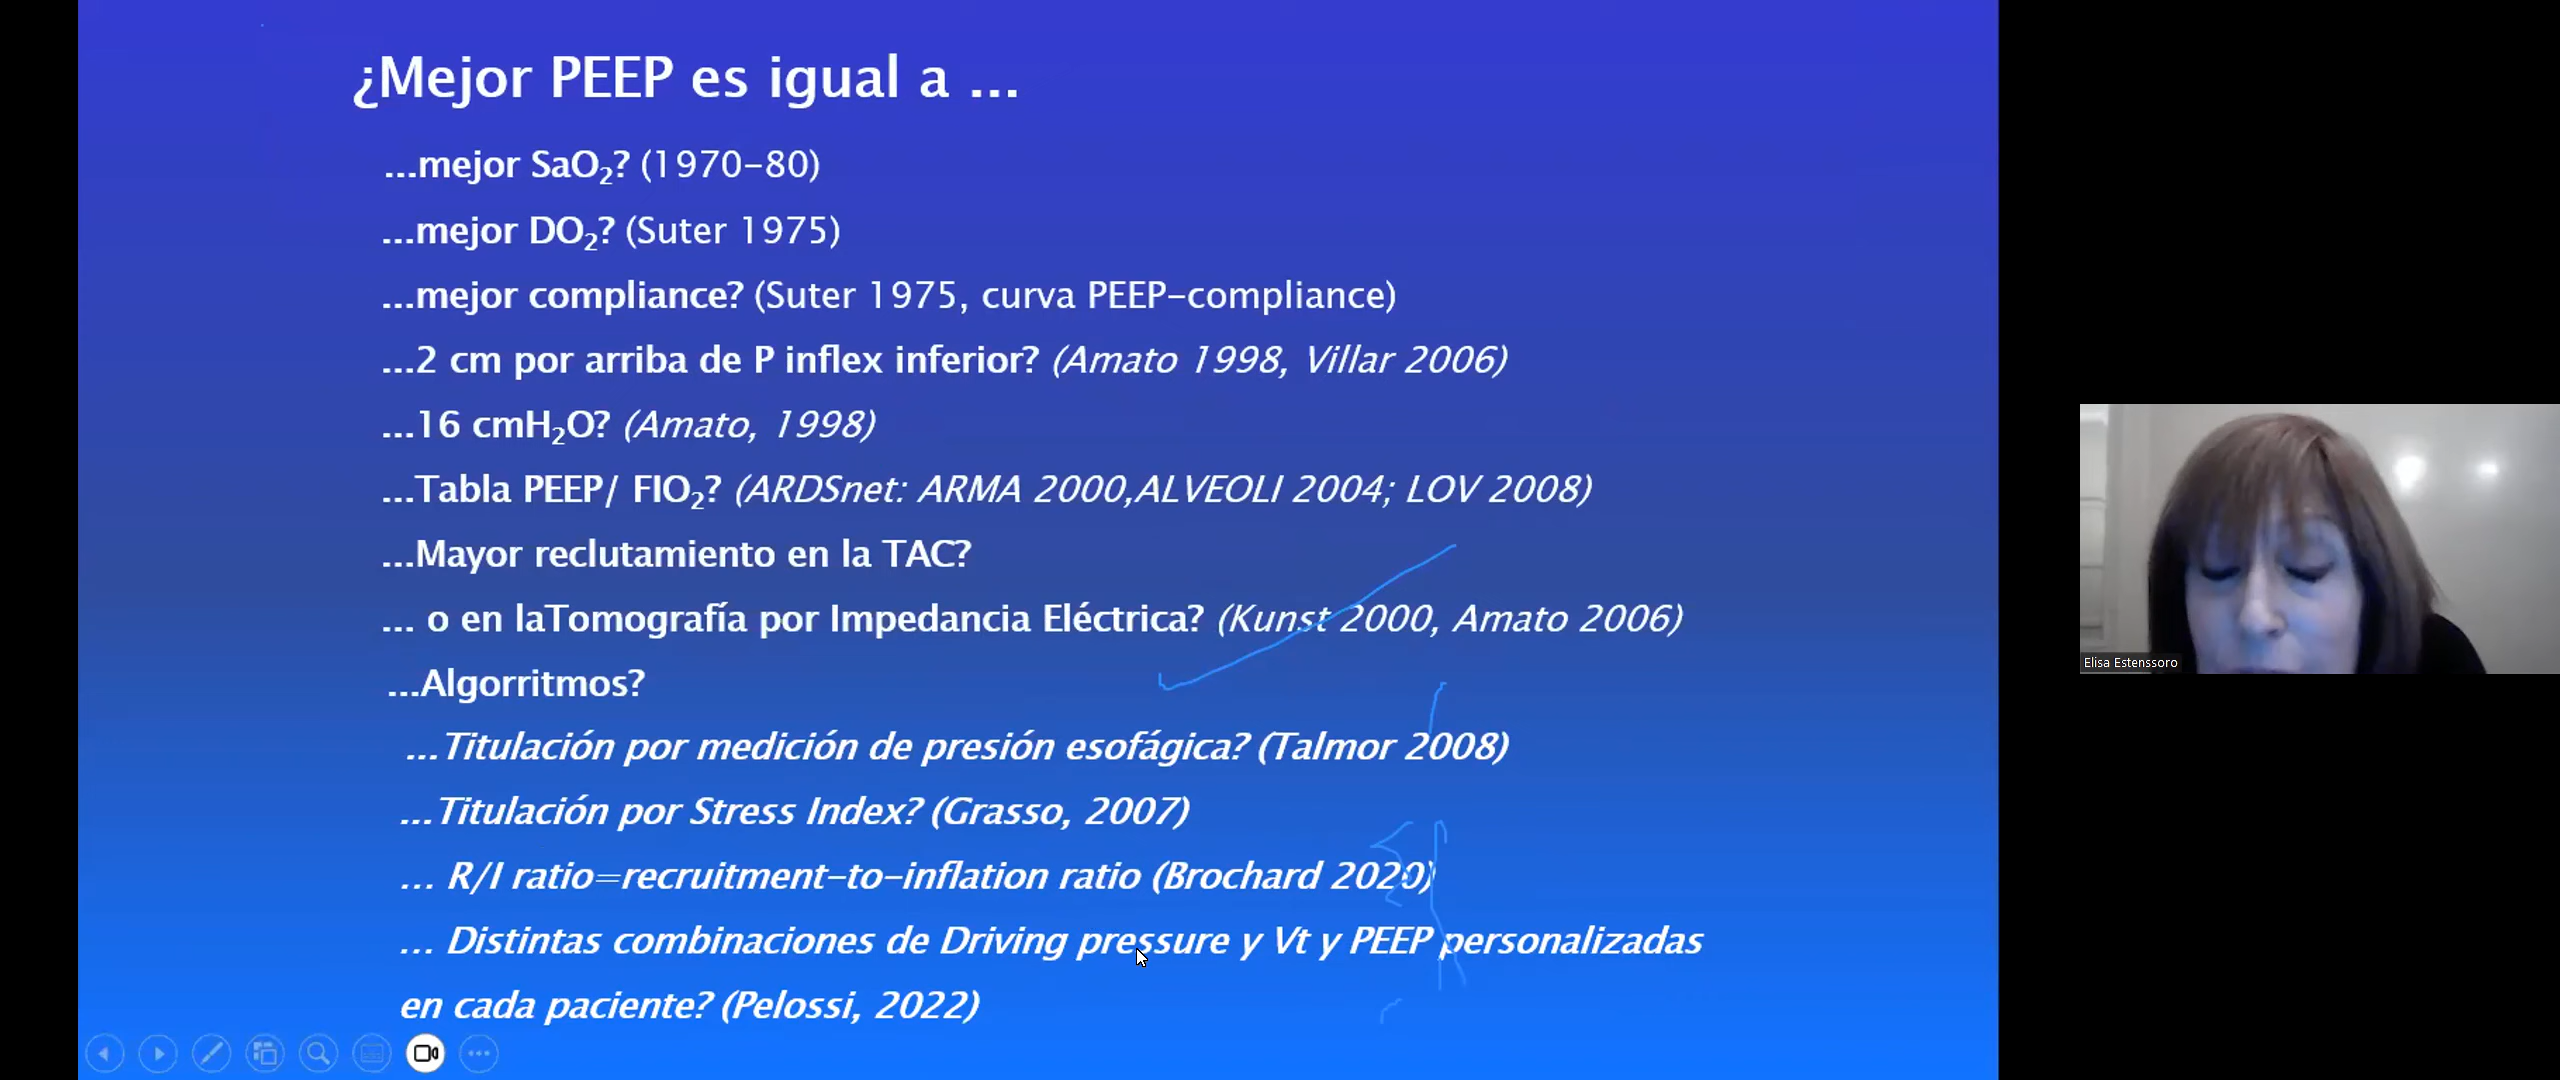 ¿Mejor PEEP es igual a ...
...mejor SaO₂? (1970-80)
...mejor DO₂? (Suter 1975)
...mejor compliance? (Suter 1975, curva PEEP-compliance)
...2 cm por arriba de P inflex inferior? (Amato 1998, Villar 2006)
...16 cmH₂O? (Amato, 1998)
...Tabla PEEP/ FIO₂? (ARDSnet: ARMA 2000,ALVEOLI 2004; LOV 2008)
...Mayor reclutamiento en la TAC?
... o en laTomografía por Impedancia Eléctrica? (Kunst 2000, Amato 2006)
...Algorritmos?
...Titulación por medición de presión esofágica? (Talmor 2008)
...Titulación por Stress Index? (Grasso, 2007)
... R/I ratio=recruitment-to-inflation ratio (Brochard 2020)
... Distintas combinaciones de Driving pressure y Vt y PEEP personalizadas
en cada paciente? (Pelossi, 2022)
Elisa Estenssoro